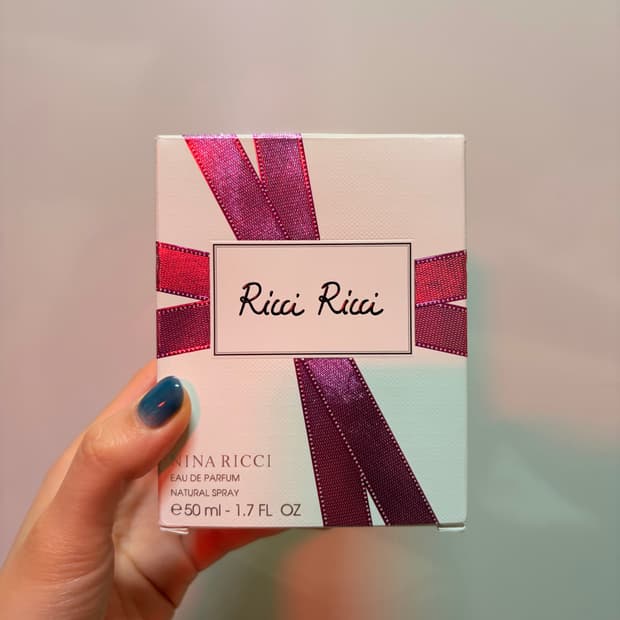 Ricci Ricci
NINA RICCI
EAU DE PARFUM
NATURAL SPRAY
℮50 ml - 1.7 FL OZ